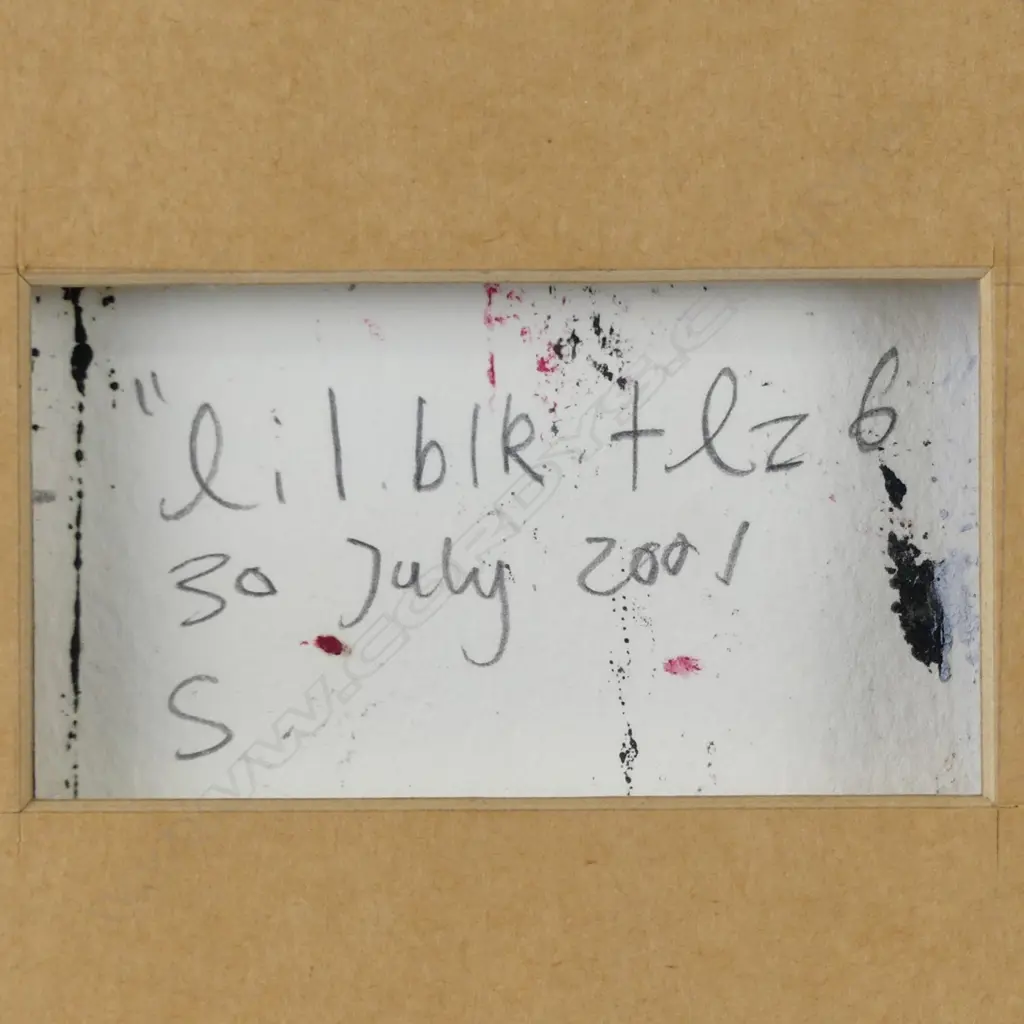 "lil blk + lz 6
30 July 2001
S